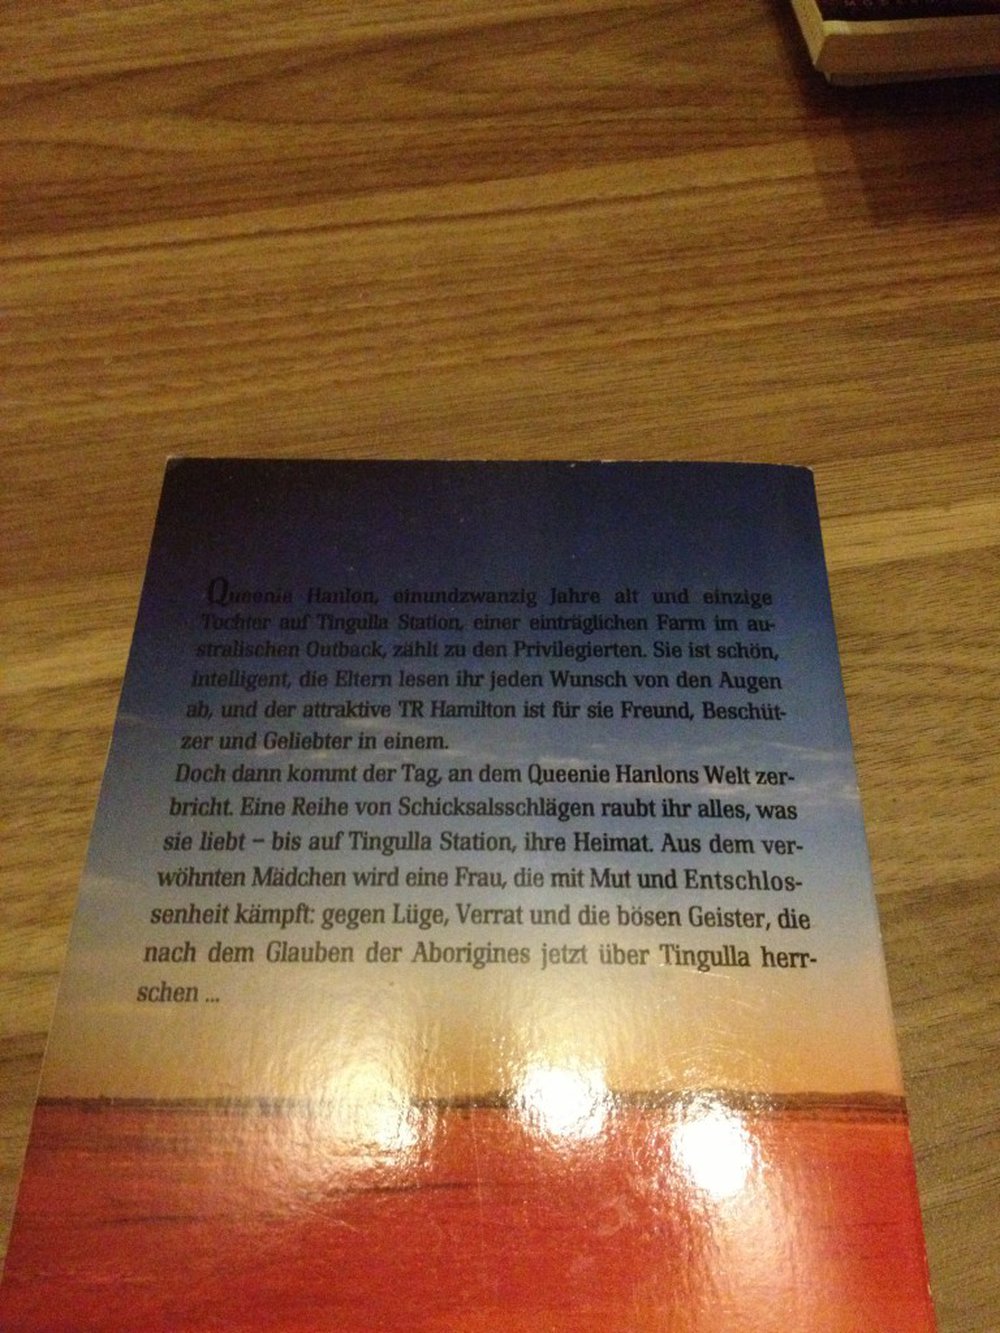 Queenie Hanlon, einundzwanzig Jahre alt und einzige
Tochter auf Tingulla Station, einer einträglichen Farm im au-
stralischen Outback, zählt zu den Privilegierten. Sie ist schön,
intelligent, die Eltern lesen ihr jeden Wunsch von den Augen
ab, und der attraktive TR Hamilton ist für sie Freund, Beschüt-
zer und Geliebter in einem.
Doch dann kommt der Tag, an dem Queenie Hanlons Welt zer-
bricht. Eine Reihe von Schicksalsschlägen raubt ihr alles, was
sie liebt – bis auf Tingulla Station, ihre Heimat. Aus dem ver-
wöhnten Mädchen wird eine Frau, die mit Mut und Entschlos-
senheit kämpft: gegen Lüge, Verrat und die bösen Geister, die
nach dem Glauben der Aborigines jetzt über Tingulla herr-
schen ...